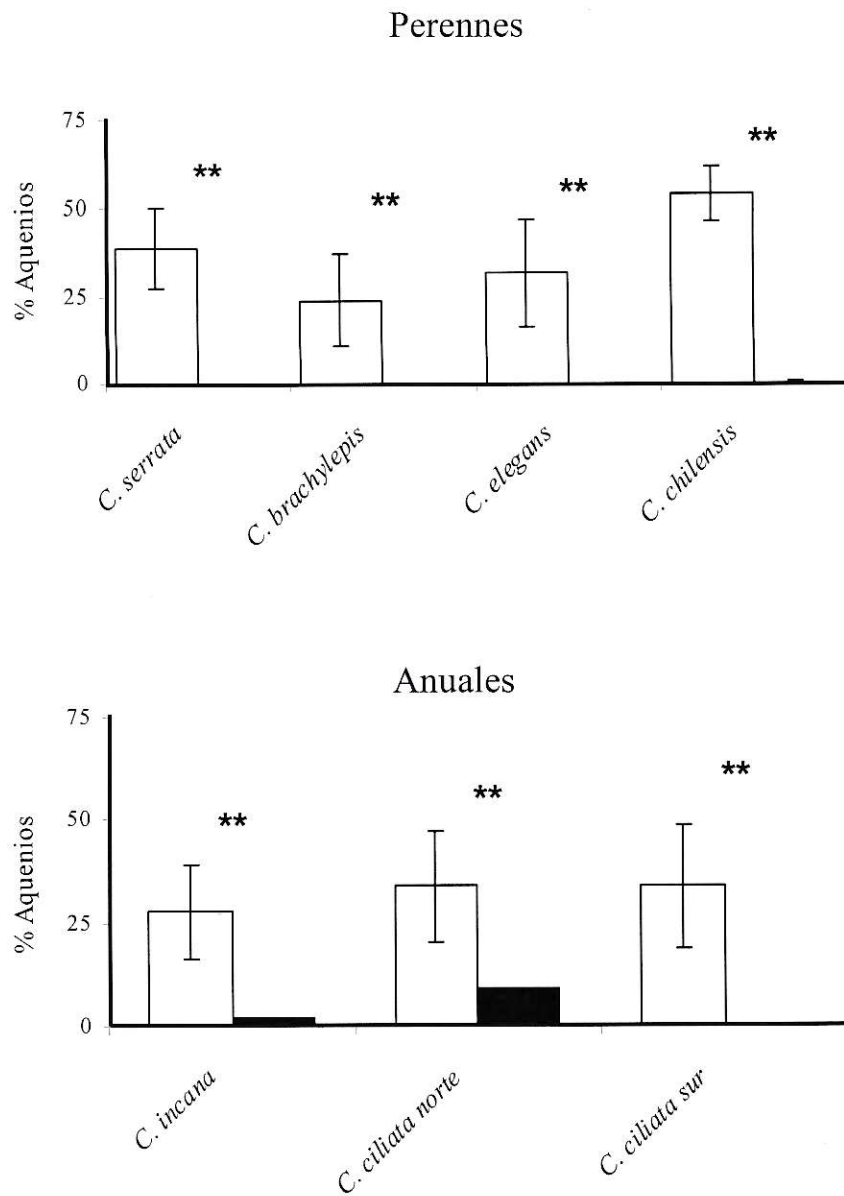 Perennes
75
50
25
0
% Aquenios
**
**
**
**
C. serrata
C. brachylepis
C. elegans
C. chilensis
Anuales
75
50
25
0
% Aquenios
**
**
**
C. incana
C. ciliata norte
C. ciliata sur